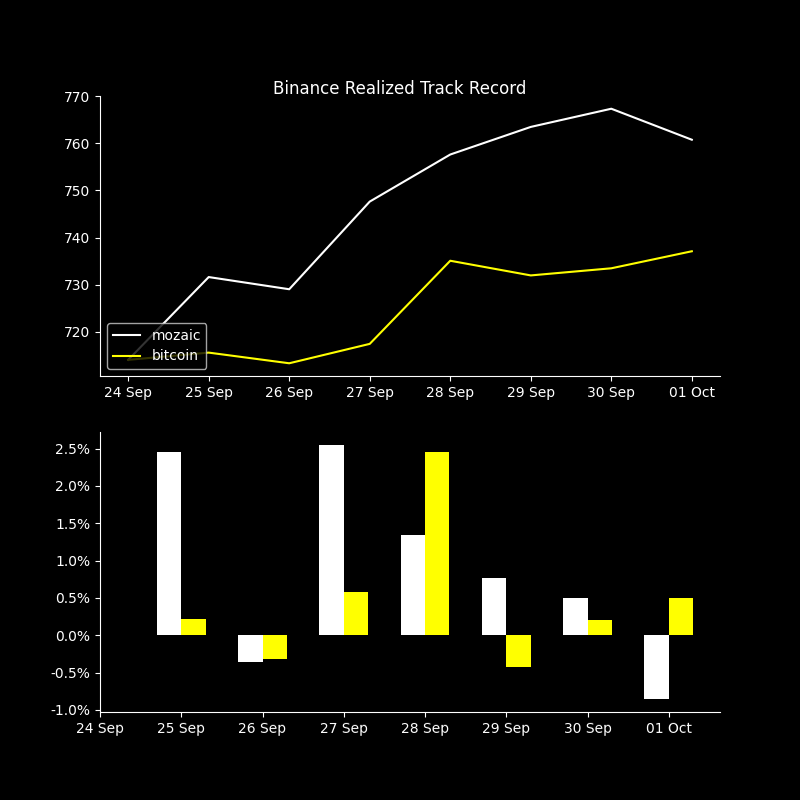 Binance Realized Track Record
770
760
750
740
730
720
mozaic
bitcoin
24 Sep 25 Sep 26 Sep 27 Sep 28 Sep 29 Sep 30 Sep 01 Oct
2.5%
2.0%
1.5%
1.0%
0.5%
0.0%
-0.5%
-1.0%
24 Sep 25 Sep 26 Sep 27 Sep 28 Sep 29 Sep 30 Sep 01 Oct